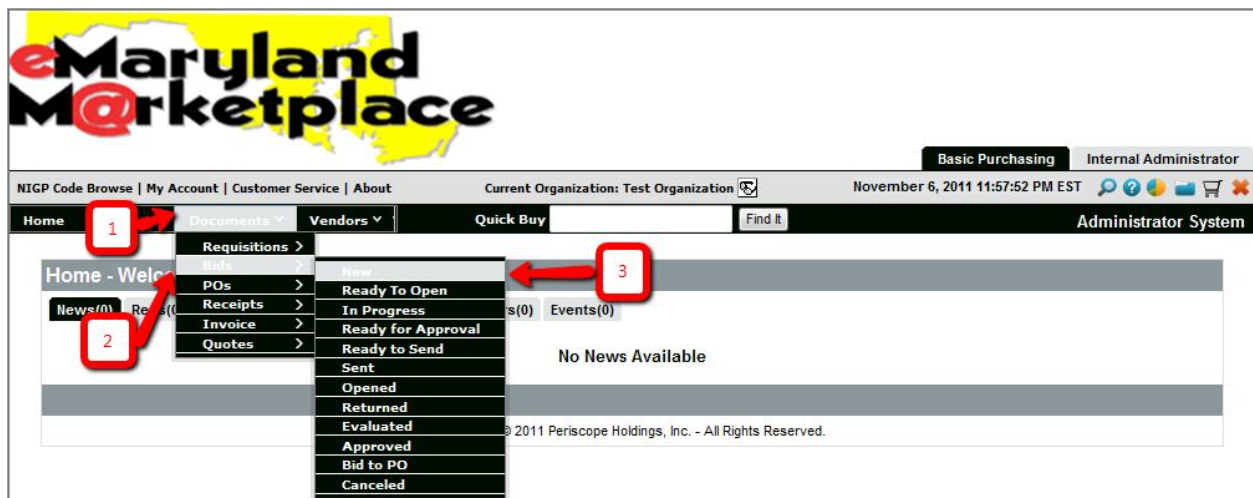 eMaryland
M@rketplace
Basic Purchasing Internal Administrator
NIGP Code Browse | My Account | Customer Service | About Current Organization: Test Organization November 6, 2011 11:57:52 PM EST
Home 1 Documents Vendors Quick Buy Find It Administrator System
Requisitions >
Home - Welc Bids New 3
POs > Ready To Open
News(0) Receipts > In Progress s(0) Events(0)
Invoice > Ready for Approval
2 Quotes > Ready to Send No News Available
Sent
Opened
Returned
Evaluated 2011 Periscope Holdings, Inc. - All Rights Reserved.
Approved
Bid to PO
Canceled